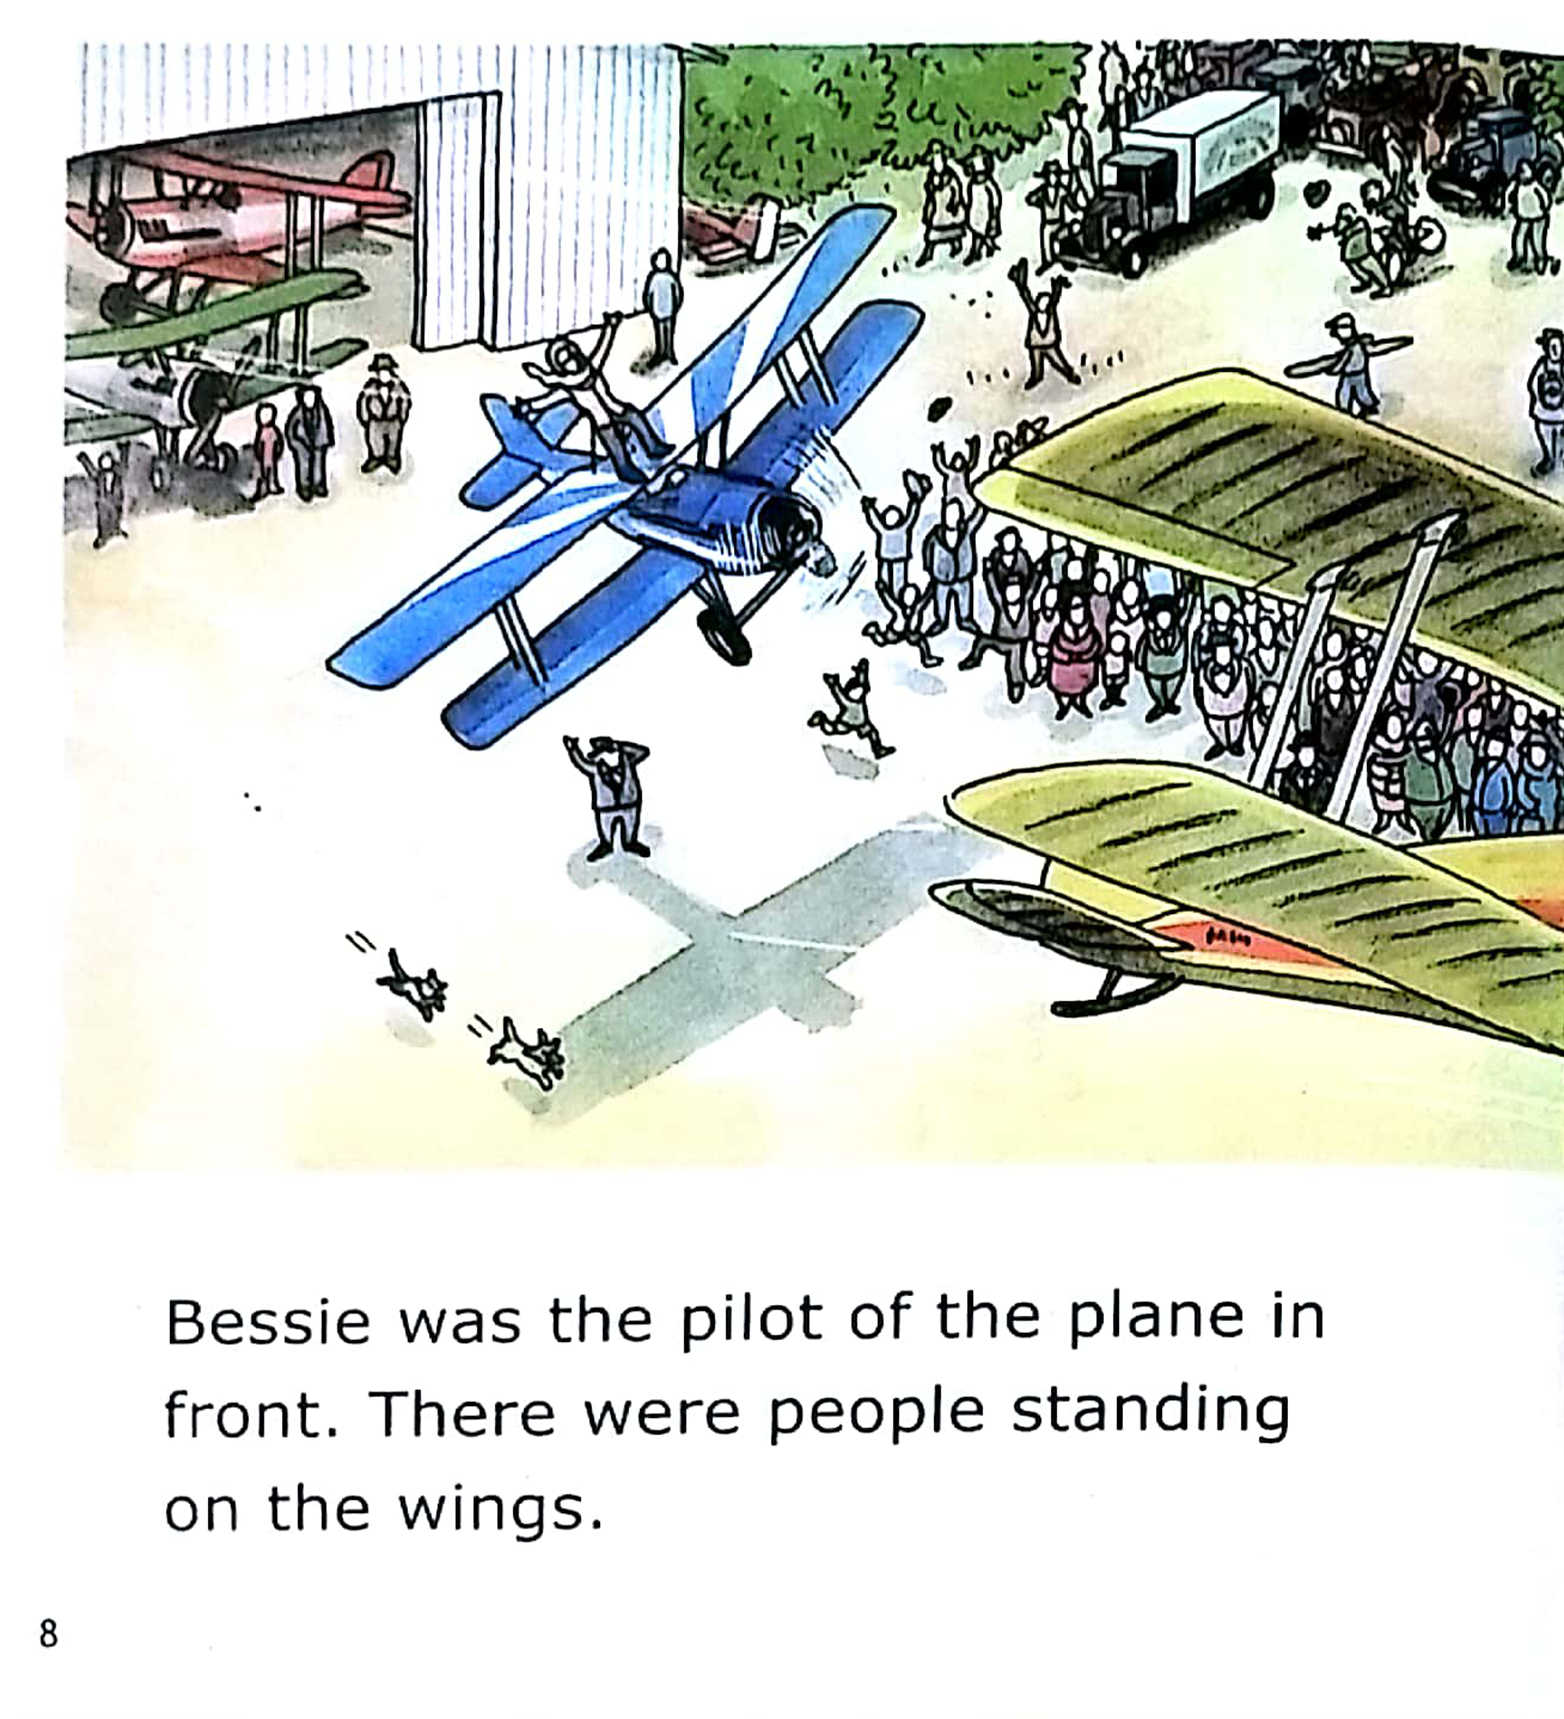 Bessie was the pilot of the plane in
front. There were people standing
on the wings.
8